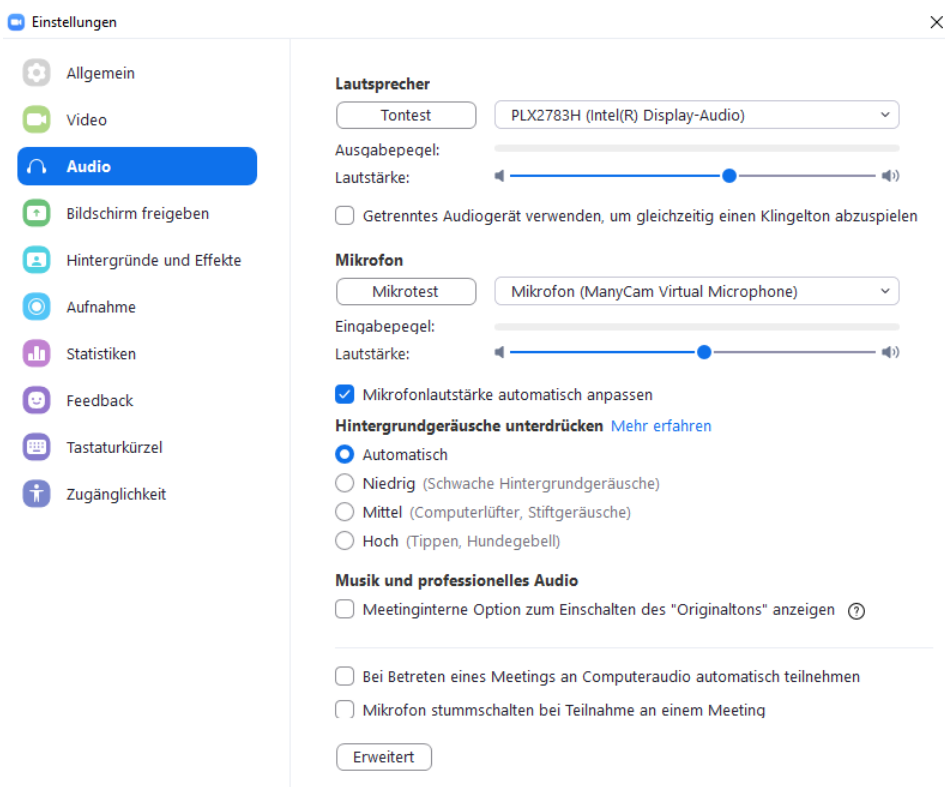 Einstellungen
Allgemein
Video
Audio
Bildschirm freigeben
Hintergründe und Effekte
Aufnahme
Statistiken
Feedback
Tastaturkürzel
Zugänglichkeit
Lautsprecher
Tontest PLX2783H (Intel(R) Display-Audio)
Ausgabepegel:
Lautstärke:
Getrenntes Audiogerät verwenden, um gleichzeitig einen Klingelton abzuspielen
Mikrofon
Mikrotest Mikrofon (ManyCam Virtual Microphone)
Eingabepegel:
Lautstärke:
Mikrofonlautstärke automatisch anpassen
Hintergrundgeräusche unterdrücken Mehr erfahren
Automatisch
Niedrig (Schwache Hintergrundgeräusche)
Mittel (Computerlüfter, Stiftgeräusche)
Hoch (Tippen, Hundegebell)
Musik und professionelles Audio
Meetinginterne Option zum Einschalten des "Originaltons" anzeigen ?
Bei Betreten eines Meetings an Computeraudio automatisch teilnehmen
Mikrofon stummschalten bei Teilnahme an einem Meeting
Erweitert